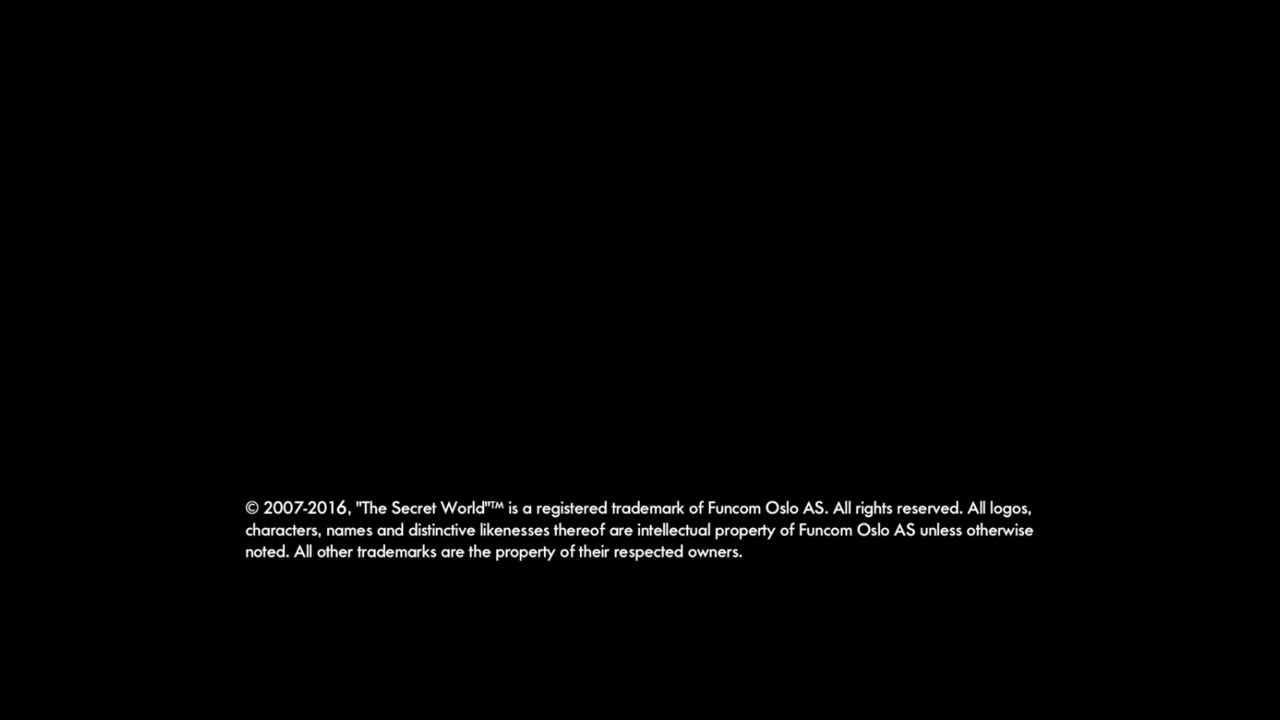 © 2007-2016, "The Secret World"™ is a registered trademark of Funcom Oslo AS. All rights reserved. All logos,
characters, names and distinctive likenesses thereof are intellectual property of Funcom Oslo AS unless otherwise
noted. All other trademarks are the property of their respected owners.